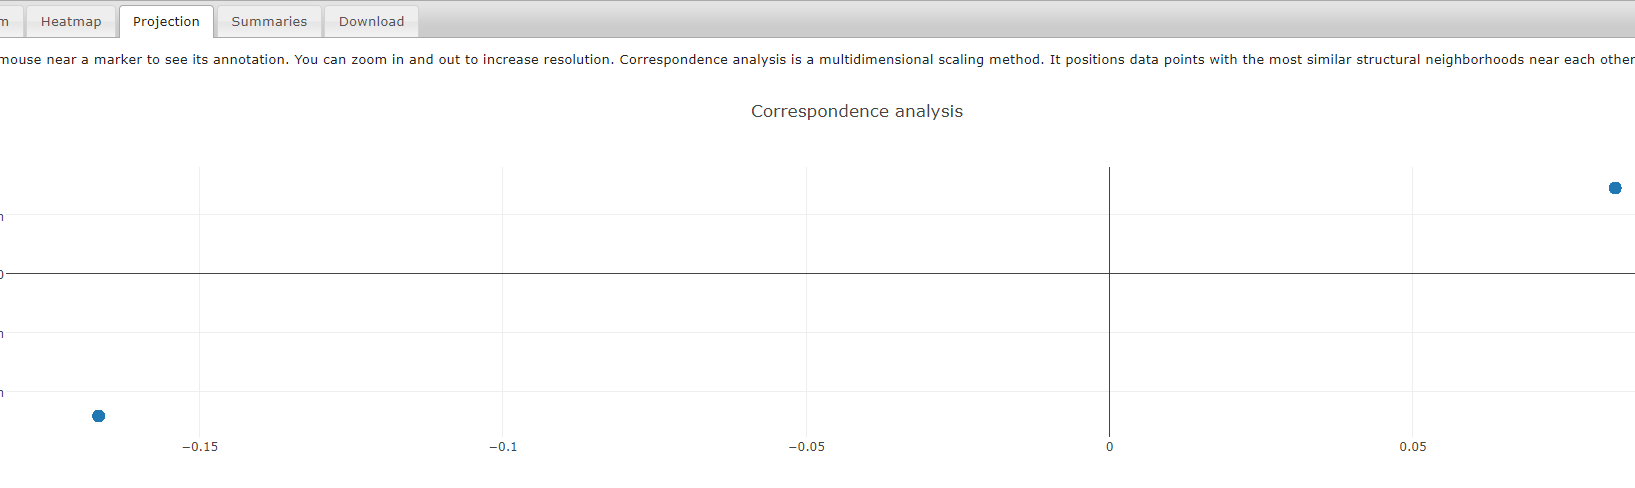 m Heatmap Projection Summaries Download
mouse near a marker to see its annotation. You can zoom in and out to increase resolution. Correspondence analysis is a multidimensional scaling method. It positions data points with the most similar structural neighborhoods near each other
Correspondence analysis
n
0
n
n
−0.15 −0.1 −0.05 0 0.05